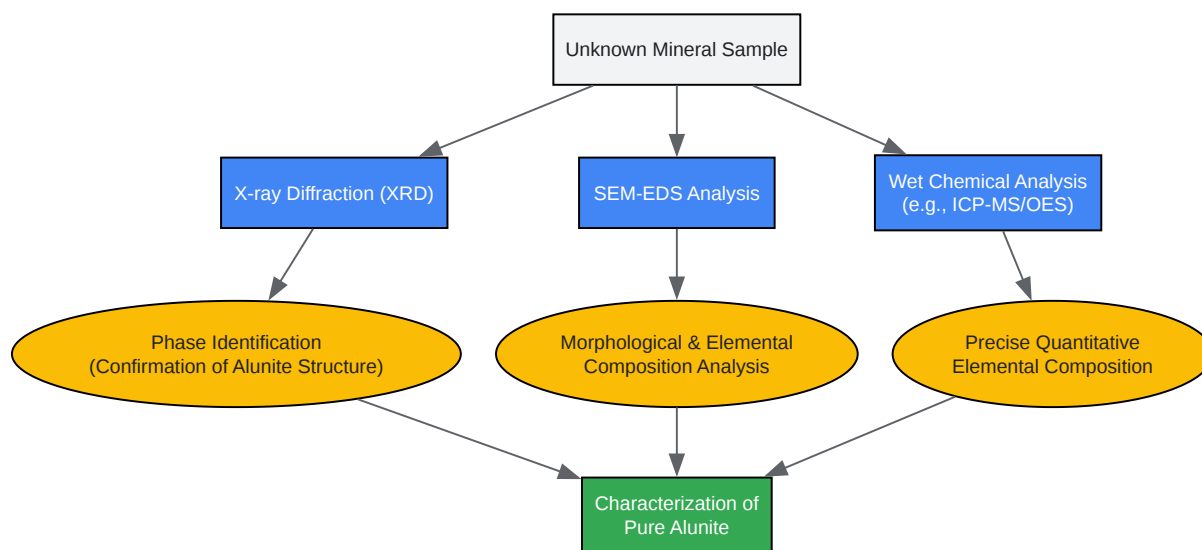 Unknown Mineral Sample
X-ray Diffraction (XRD)
SEM-EDS Analysis
Wet Chemical Analysis
(e.g., ICP-MS/OES)
Phase Identification
(Confirmation of Alunite Structure)
Morphological & Elemental
Composition Analysis
Precise Quantitative
Elemental Composition
Characterization of
Pure Alunite